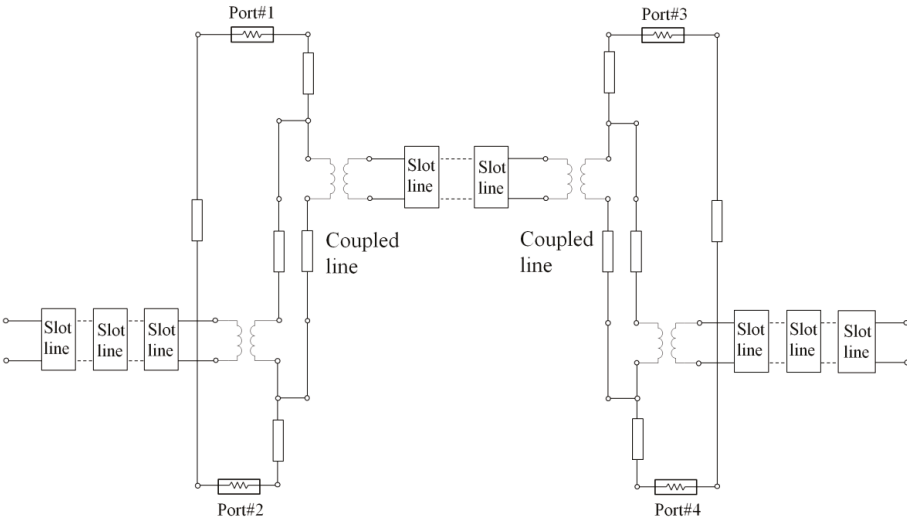 Port#1
Port#3
Slot
line
Slot
line
Coupled
line
Coupled
line
Slot
line
Slot
line
Slot
line
Slot
line
Slot
line
Slot
line
Port#2
Port#4